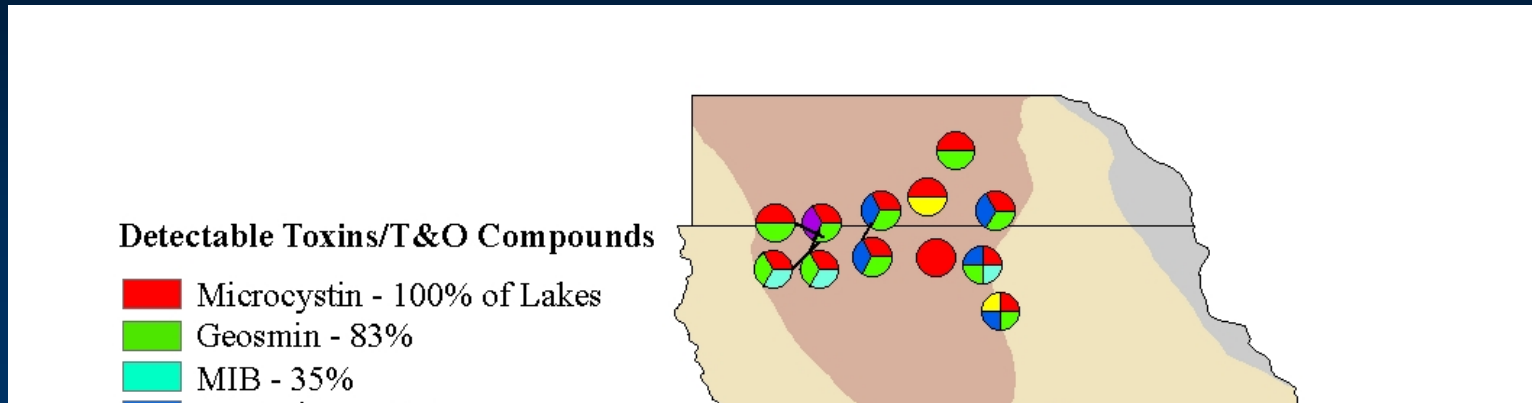 Detectable Toxins/T&O Compounds
Microcystin - 100% of Lakes
Geosmin - 83%
MIB - 35%